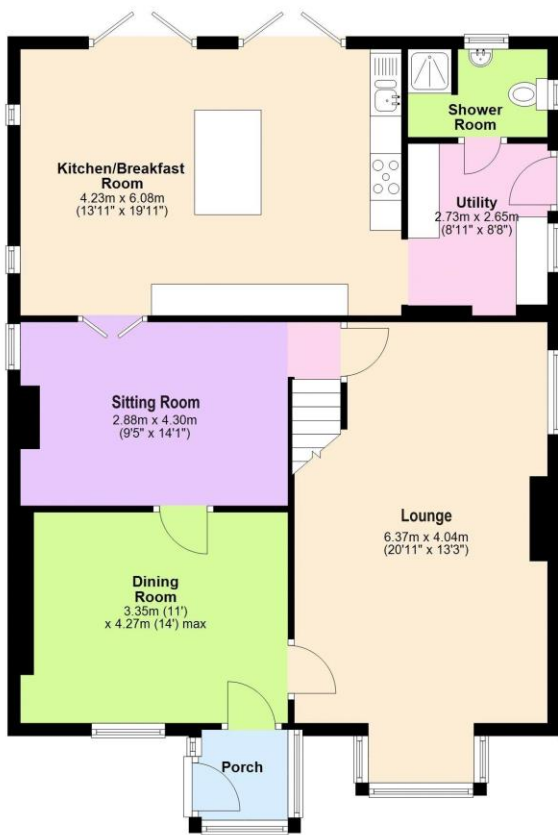 Kitchen/Breakfast
Room
4.23m x 6.08m
(13'11" x 19'11")
Shower
Room
Utility
2.73m x 2.65m
(8'11" x 8'8")
Sitting Room
2.88m x 4.30m
(9'5" x 14'1")
Lounge
6.37m x 4.04m
(20'11" x 13'3")
Dining
Room
3.35m (11')
x 4.27m (14') max
Porch